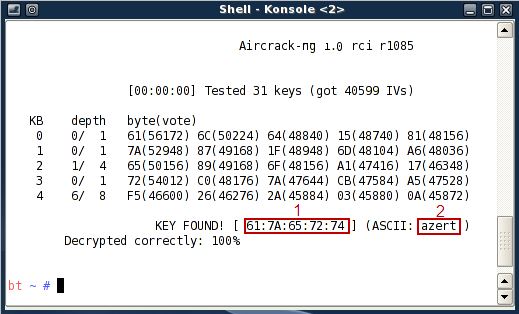 Shell - Konsole <2>
Aircrack-ng 1.0 rc1 r1085
[00:00:00] Tested 31 keys (got 40599 IVs)
KB depth byte(vote)
0 0/ 1 61(56172) 6C(50224) 64(48840) 15(48740) 81(48156)
1 0/ 1 7A(52948) 87(49168) 1F(48948) 6D(48104) A6(48036)
2 1/ 4 65(50156) 89(49168) 6F(48156) A1(47416) 17(46348)
3 0/ 1 72(54012) C0(48176) 7A(47644) CB(47584) A5(47528)
4 6/ 8 F5(46600) 26(46276) 2A(45884) 03(45880) 0A(45872)
1 2
KEY FOUND! [ 61:7A:65:72:74 ] (ASCII: azert )
Decrypted correctly: 100%
bt ~ #